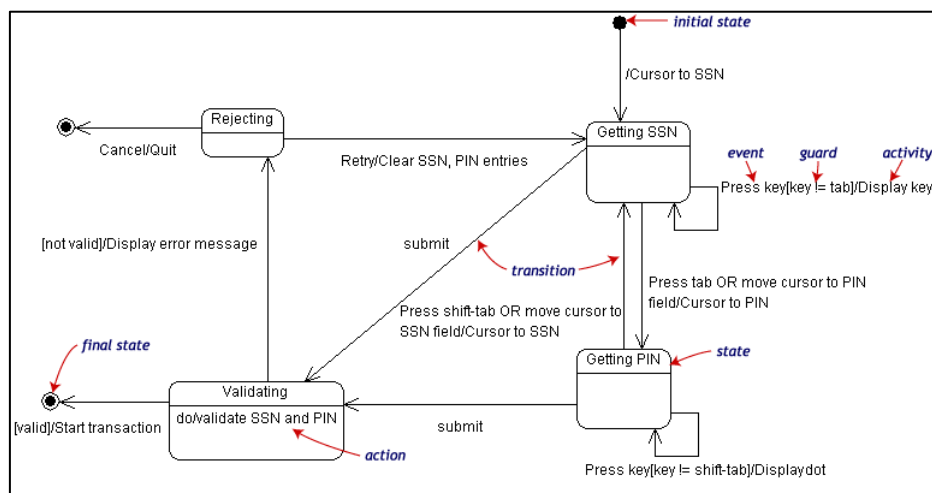 initial state
/Cursor to SSN
Rejecting
Getting SSN
Cancel/Quit
Retry/Clear SSN, PIN entries
event
guard
activity
Press key[key != tab]/Display key
[not valid]/Display error message
submit
transition
Press tab OR move cursor to PIN
field/Cursor to PIN
Press shift-tab OR move cursor to
SSN field/Cursor to SSN
final state
Getting PIN
state
Validating
do/validate SSN and PIN
[valid]/Start transaction
submit
action
Press key[key != shift-tab]/Displaydot